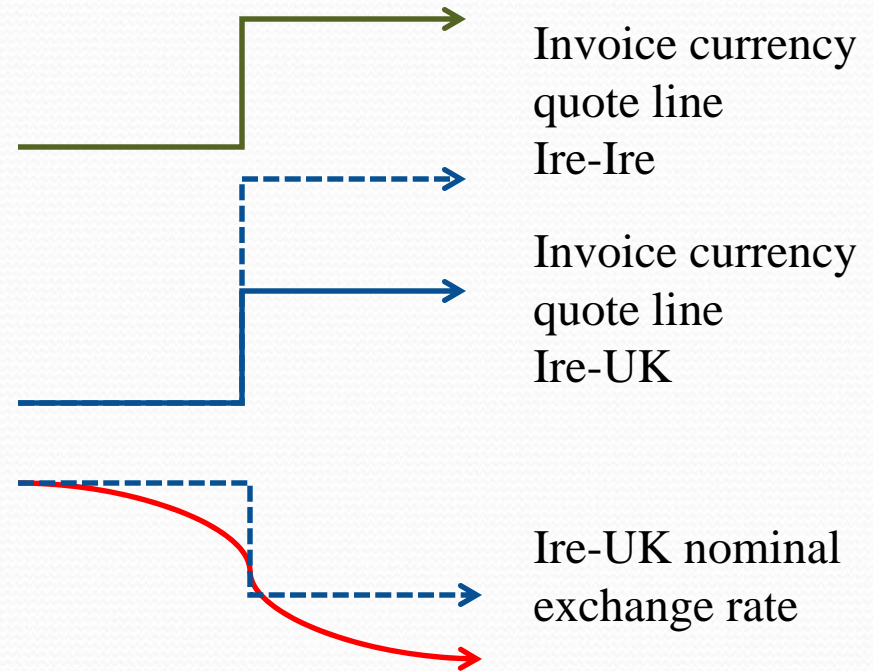 Invoice currency
quote line
Ire-Ire
Invoice currency
quote line
Ire-UK
Ire-UK nominal
exchange rate